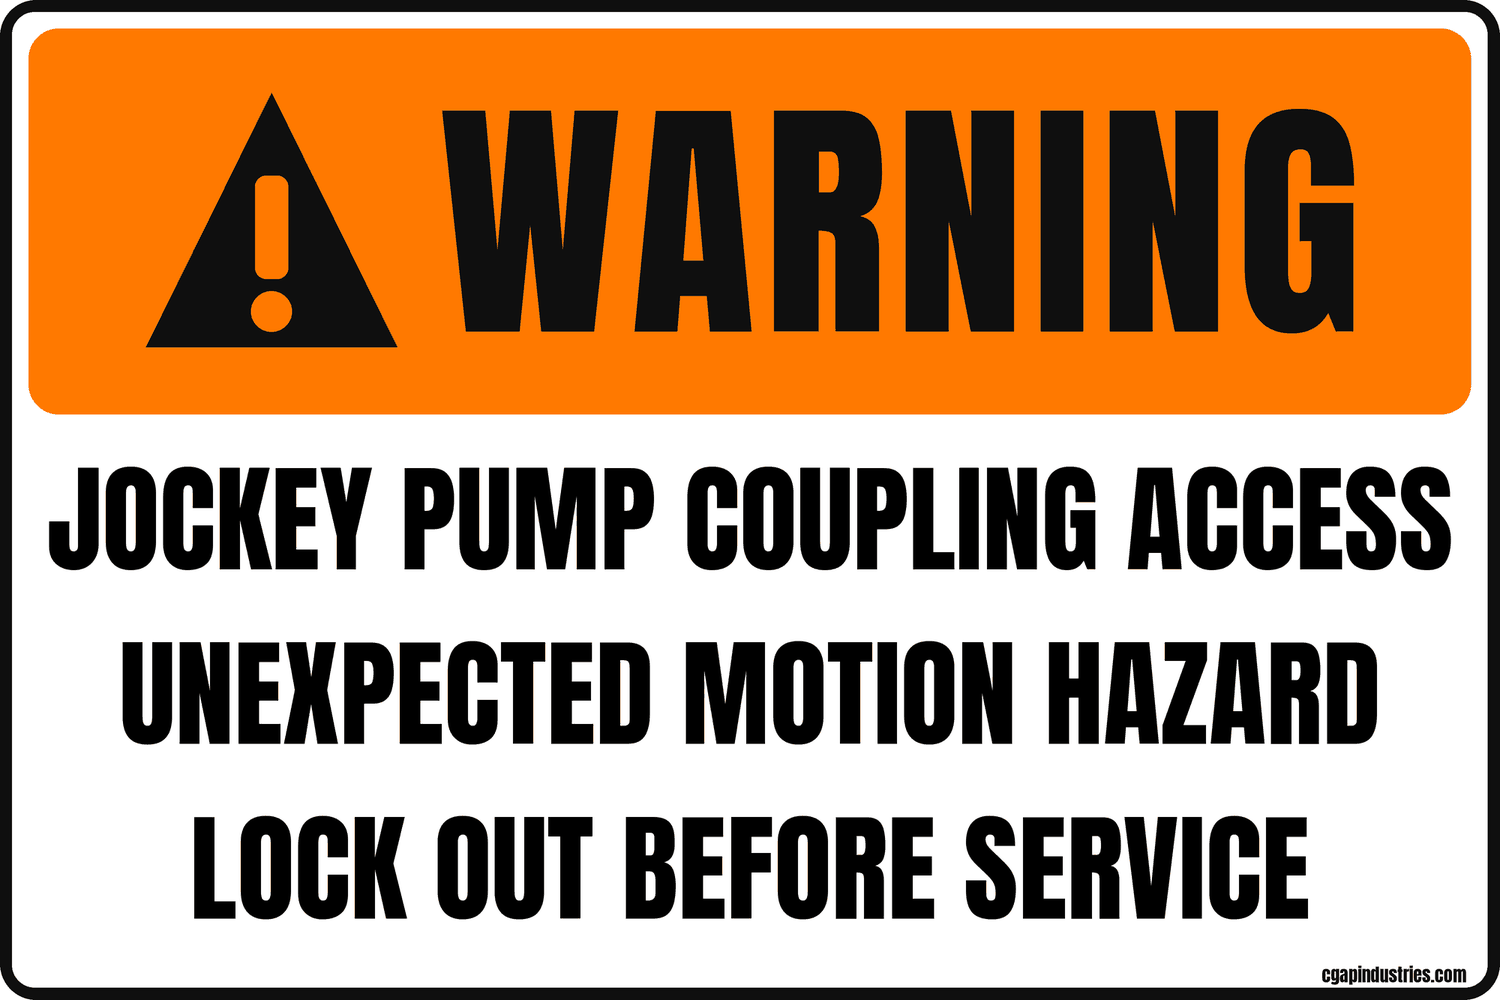 WARNING
JOCKEY PUMP COUPLING ACCESS
UNEXPECTED MOTION HAZARD
LOCK OUT BEFORE SERVICE
cgapindustries.com